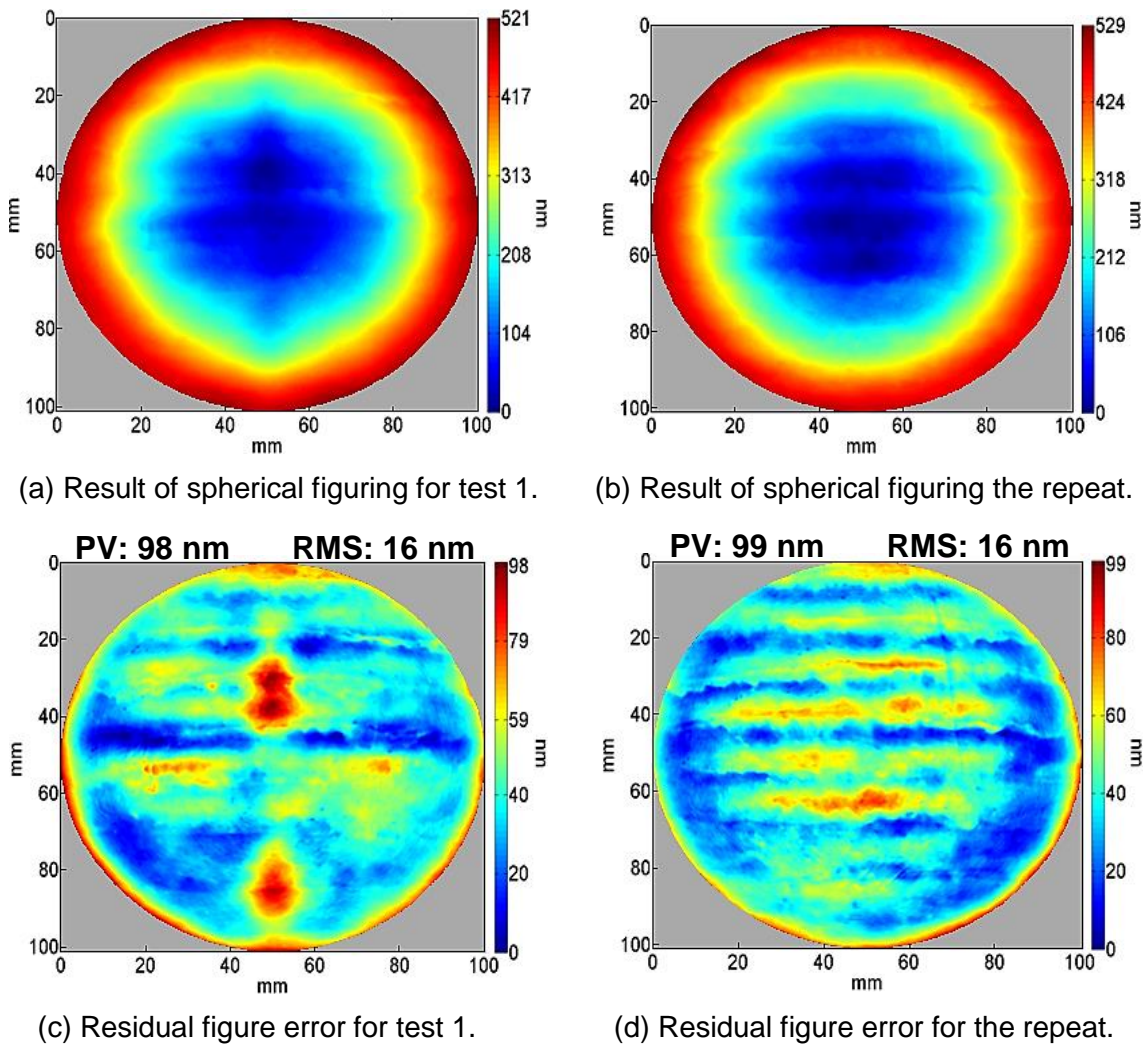 0
20
40
60
80
100
mm
0 20 40 60 80 100
mm
521
417
313
208
104
0
nm
0
20
40
60
80
100
mm
0 20 40 60 80 100
mm
529
424
318
212
106
0
nm
(a) Result of spherical figuring for test 1.
(b) Result of spherical figuring the repeat.
PV: 98 nm RMS: 16 nm
0
20
40
60
80
100
mm
0 20 40 60 80 100
mm
98
79
59
40
20
0
nm
PV: 99 nm RMS: 16 nm
0
20
40
60
80
100
mm
0 20 40 60 80 100
mm
99
80
60
40
20
0
nm
(c) Residual figure error for test 1.
(d) Residual figure error for the repeat.